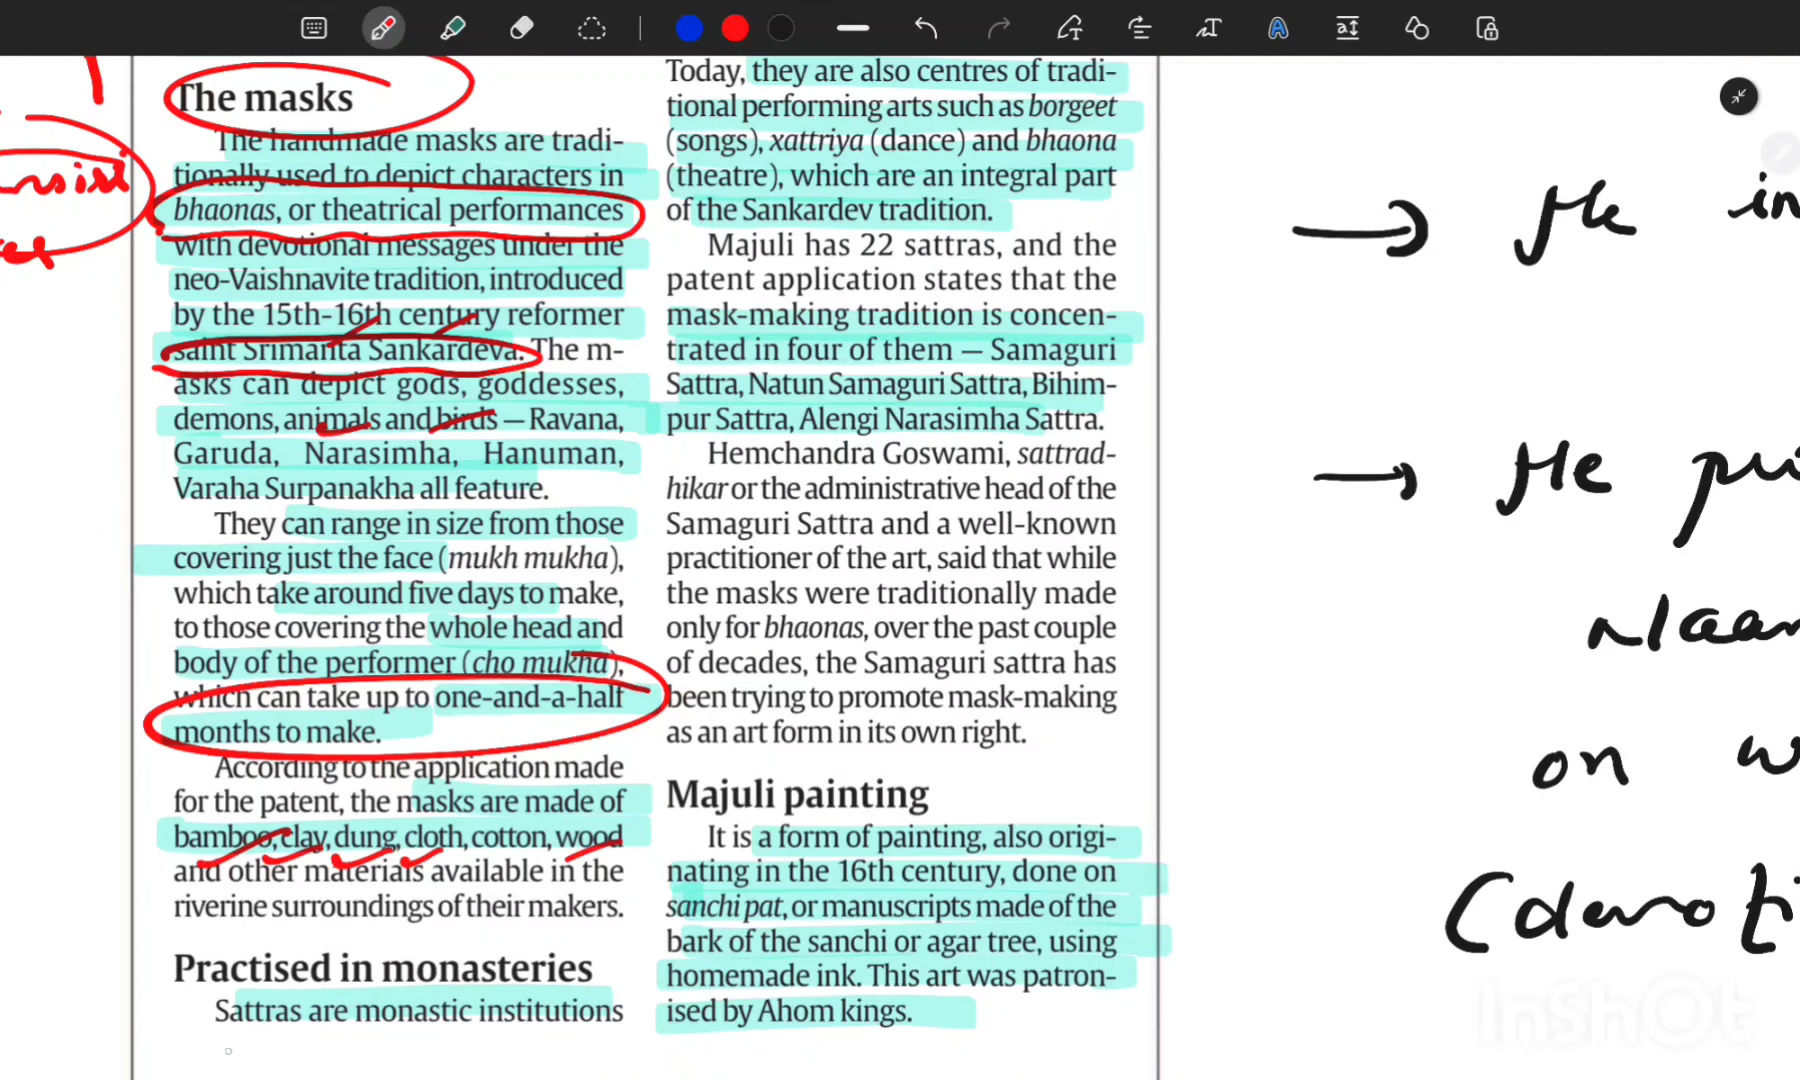 The masks
The handmade masks are tradi-
tionally used to depict characters in
bhaonas, or theatrical performances
with devotional messages under the
neo-Vaishnavite tradition, introduced
by the 15th-16th century reformer
saint Srimanta Sankardeva. The m-
asks can depict gods, goddesses,
demons, animals and birds — Ravana,
Garuda, Narasimha, Hanuman,
Varaha Surpanakha all feature.
They can range in size from those
covering just the face (mukh mukha),
which take around five days to make,
to those covering the whole head and
body of the performer (cho mukha),
which can take up to one-and-a-half
months to make.
According to the application made
for the patent, the masks are made of
bamboo, clay, dung, cloth, cotton, wood
and other materials available in the
riverine surroundings of their makers.
Practised in monasteries
Sattras are monastic institutions
Today, they are also centres of tradi-
tional performing arts such as borgeet
(songs), xattriya (dance) and bhaona
(theatre), which are an integral part
of the Sankardev tradition.
Majuli has 22 sattras, and the
patent application states that the
mask-making tradition is concen-
trated in four of them — Samaguri
Sattra, Natun Samaguri Sattra, Bihim-
pur Sattra, Alengi Narasimha Sattra.
Hemchandra Goswami, sattrad-
hikar or the administrative head of the
Samaguri Sattra and a well-known
practitioner of the art, said that while
the masks were traditionally made
only for bhaonas, over the past couple
of decades, the Samaguri sattra has
been trying to promote mask-making
as an art form in its own right.
Majuli painting
It is a form of painting, also origi-
nating in the 16th century, done on
sanchi pat, or manuscripts made of the
bark of the sanchi or agar tree, using
homemade ink. This art was patron-
ised by Ahom kings.
→ He in
→ He
Naam
on w
(devoti
InShOt